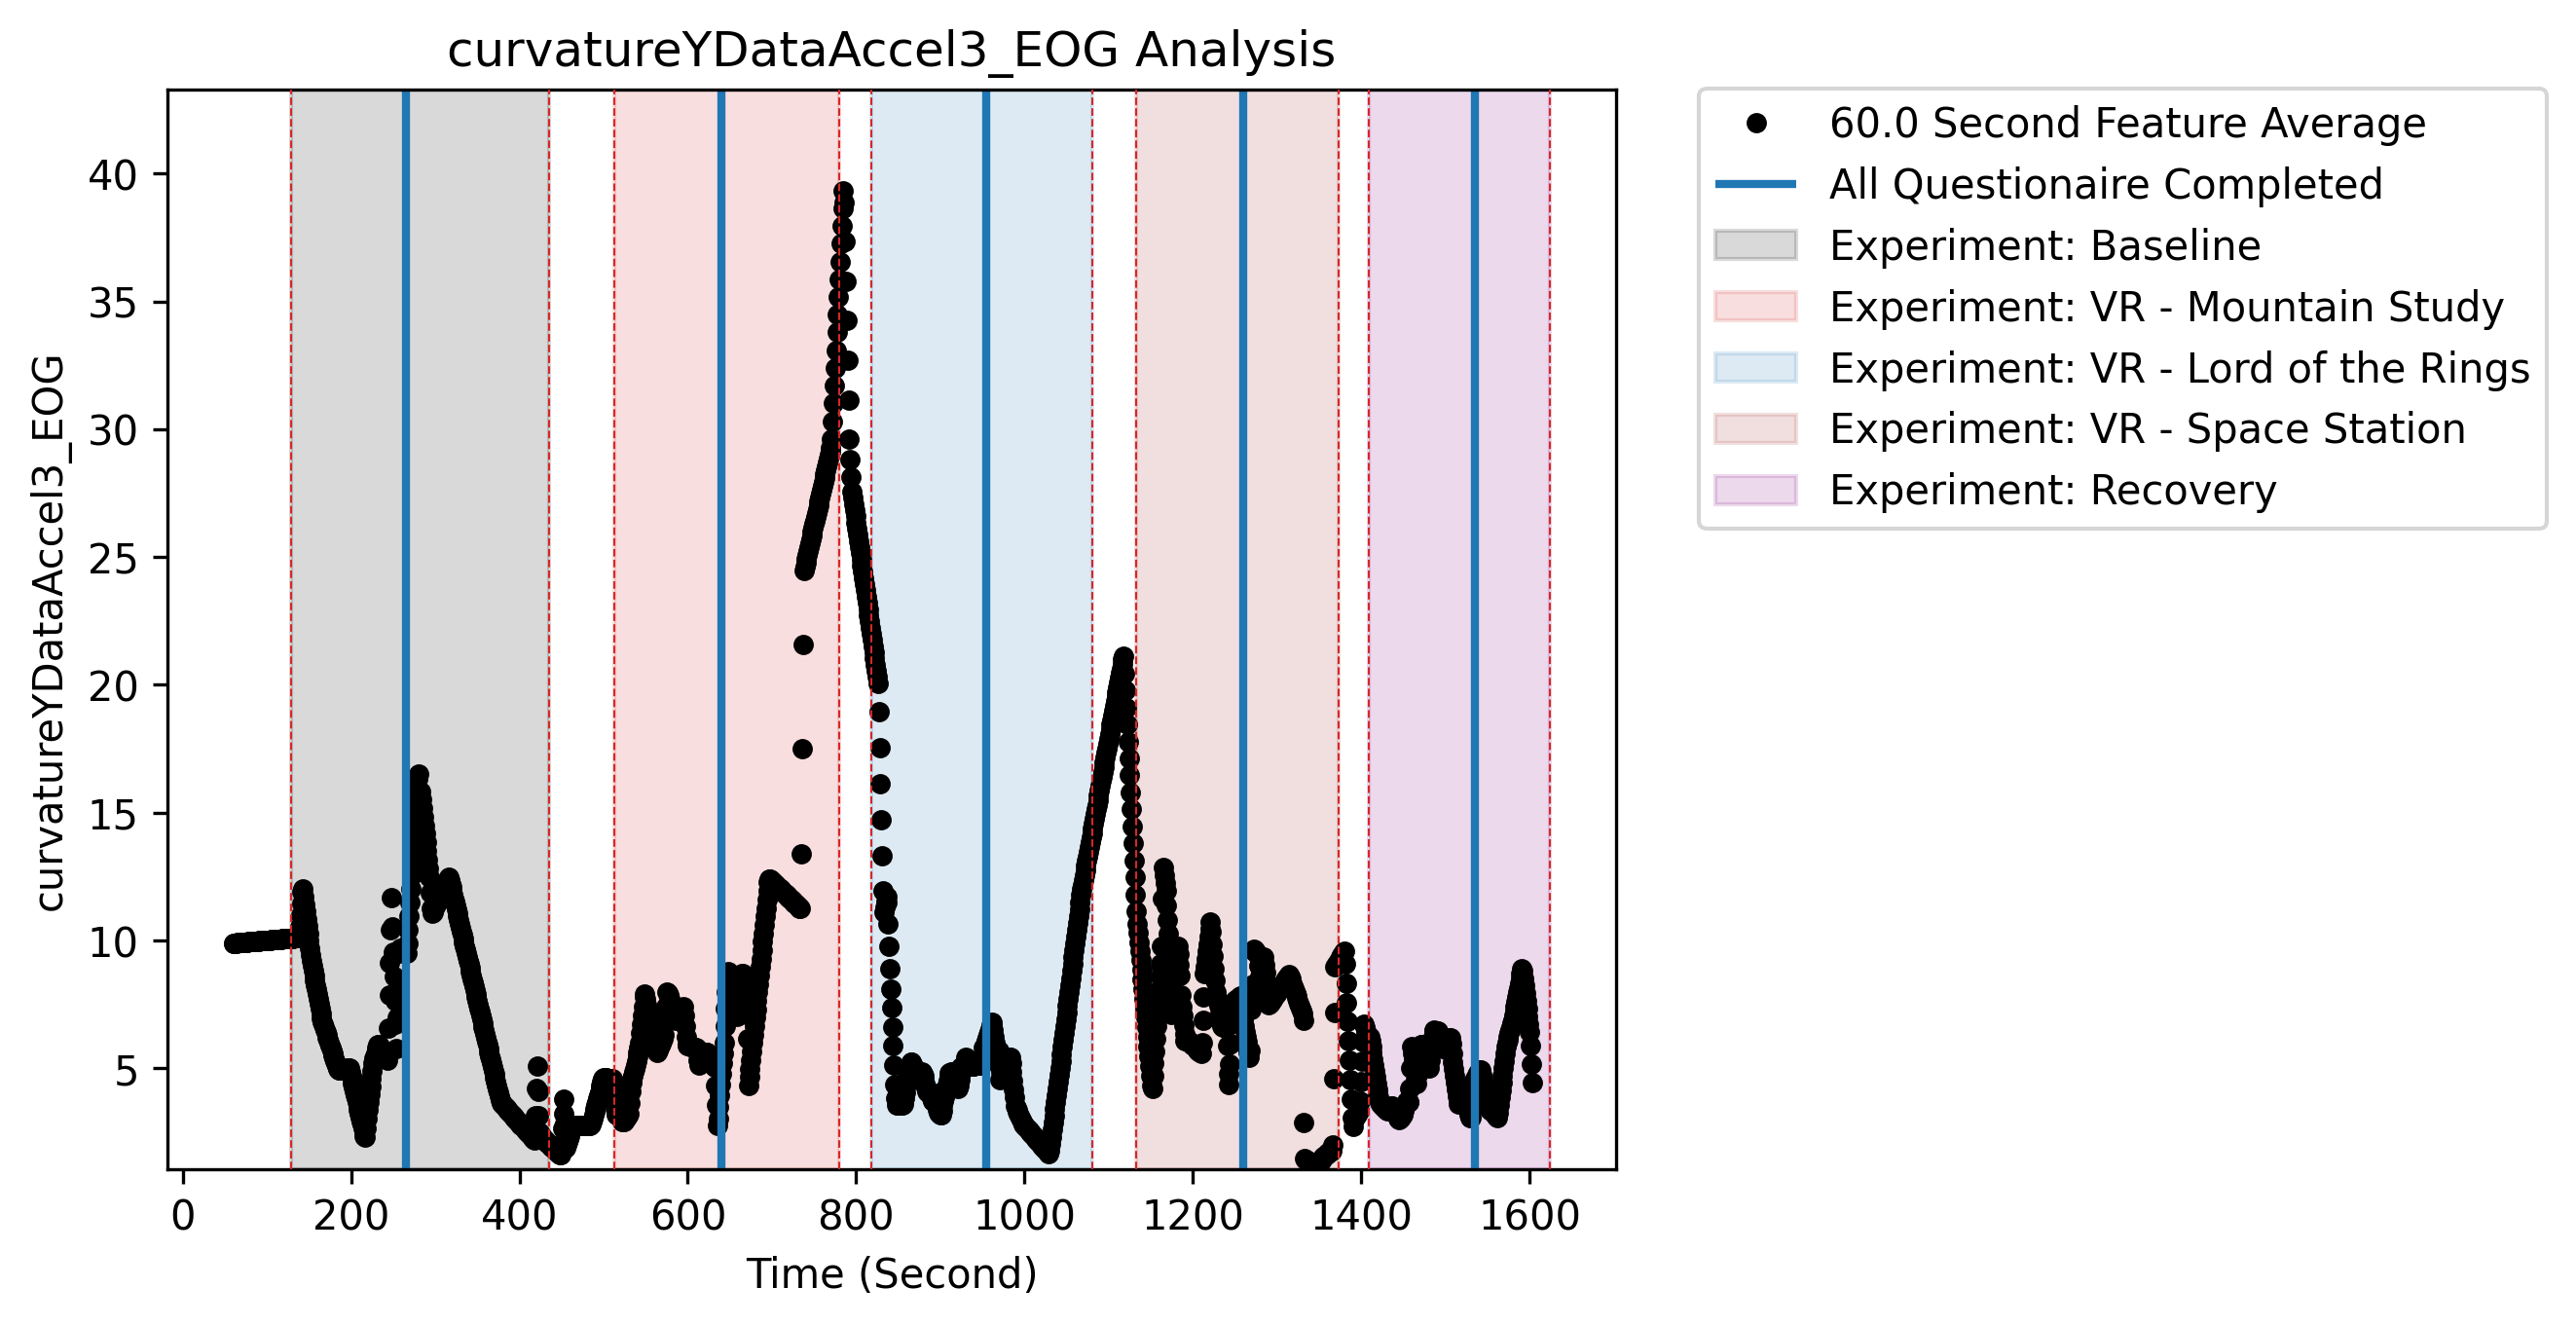 curvatureYDataAccel3_EOG Analysis
curvatureYDataAccel3_EOG
40
35
30
25
20
15
10
5
0 200 400 600 800 1000 1200 1400 1600
Time (Second)
60.0 Second Feature Average
All Questionaire Completed
Experiment: Baseline
Experiment: VR - Mountain Study
Experiment: VR - Lord of the Rings
Experiment: VR - Space Station
Experiment: Recovery